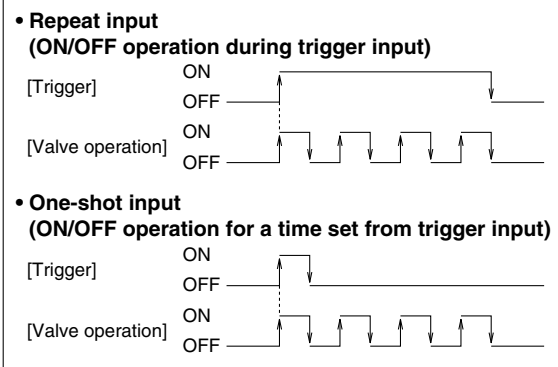 • Repeat input
(ON/OFF operation during trigger input)
ON
[Trigger]
OFF
ON
[Valve operation]
OFF
• One-shot input
(ON/OFF operation for a time set from trigger input)
ON
[Trigger]
OFF
ON
[Valve operation]
OFF